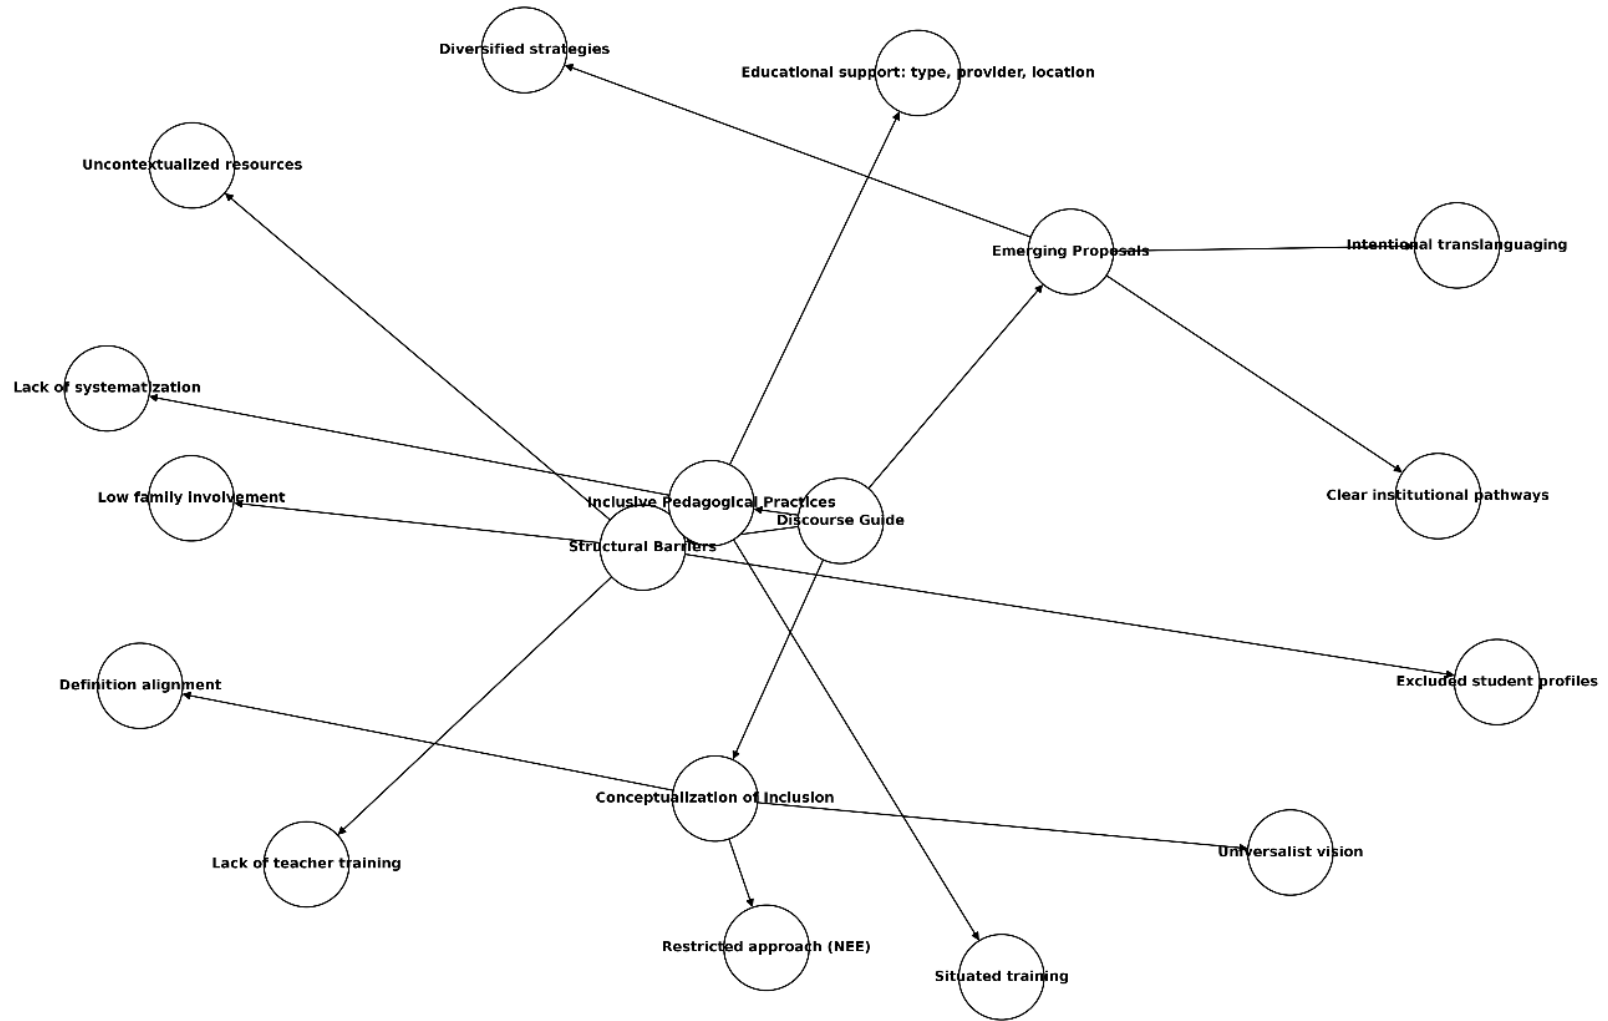 Diversified strategies
Educational support: type, provider, location
Uncontextualized resources
Emerging Proposals
Intentional translanguaging
Lack of systematization
Low family involvement
Inclusive Pedagogical Practices
Clear institutional pathways
Discourse Guide
Structural Barriers
Definition alignment
Excluded student profiles
Conceptualization of Inclusion
Lack of teacher training
Universalist vision
Restricted approach (NEE)
Situated training